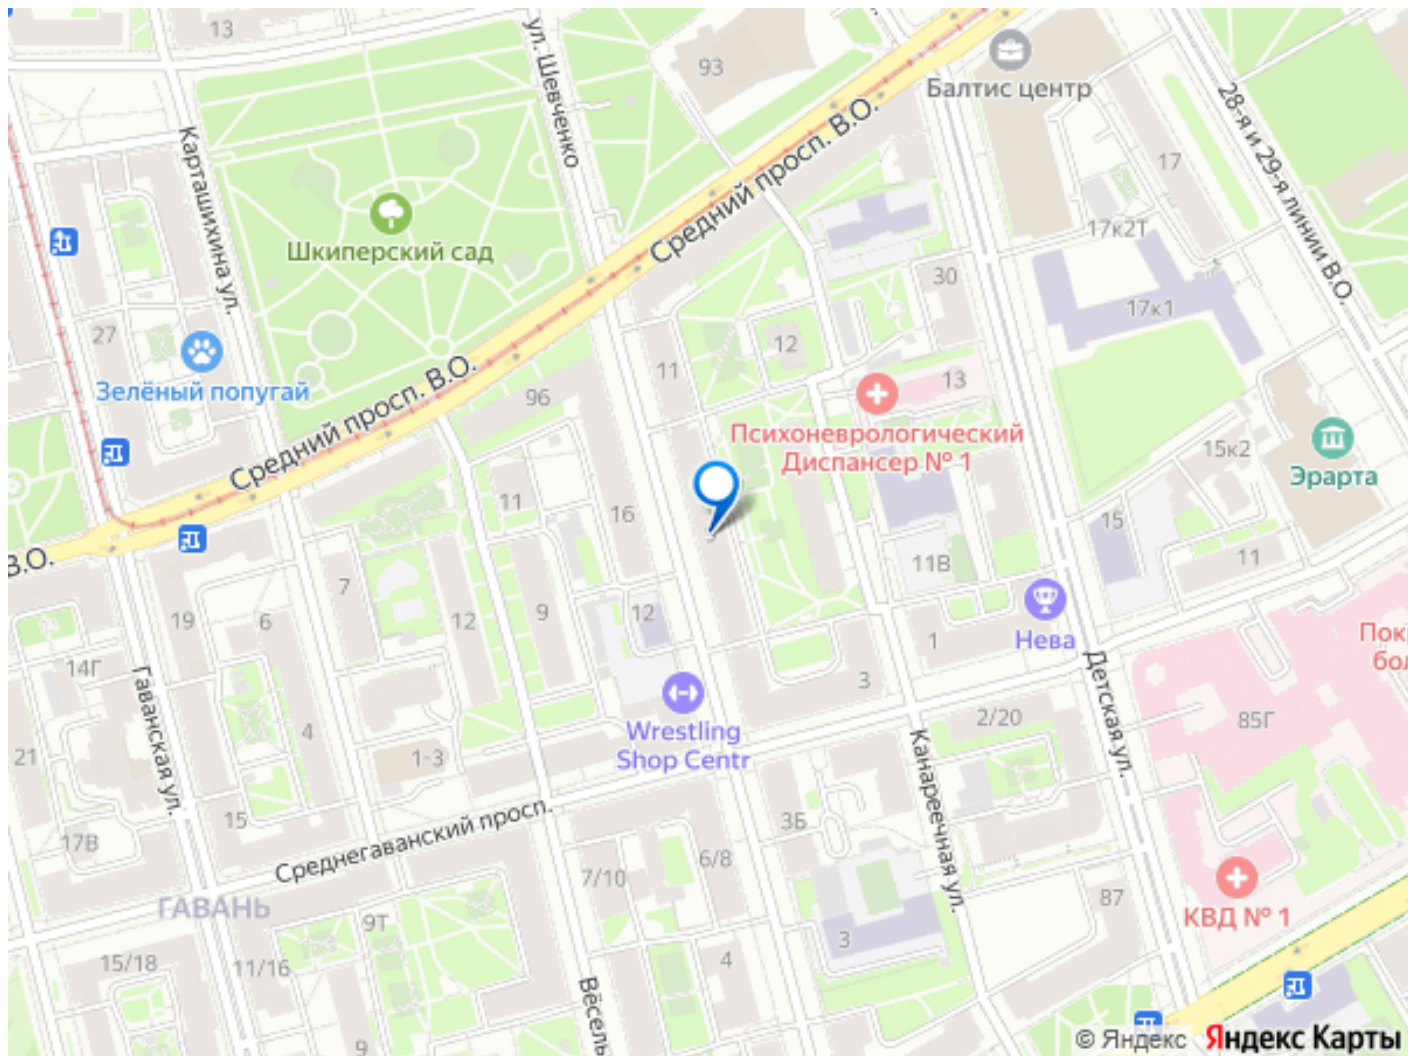 13
93
Балтис центр
ул. Шевченко
Карташихина ул.
28-я и 29-я линии В.О.
17
Средний просп. В.О.
Шкиперский сад
17к2Т
30
17к1
27
12
11
Зелёный попугай
13
96
Средний просп. В.О.
Психоневрологический
Диспансер № 1
15к2
Эрарта
11
16
15
В.О.
11В
11
7
19
6
12
9
12
1
Нева
Пок
бол
14Г
Гаванская ул.
3
Детская ул.
2/20
85Г
4
Wrestling
Shop Centr
21
1-3
Канареечная ул.
15
17В
Среднегаванский просп.
3Б
6/8
7/10
КВД № 1
87
ГАВАНЬ
9Т
3
15/18
11/16
4
Вёсель
9
© Яндекс Яндекс Карты